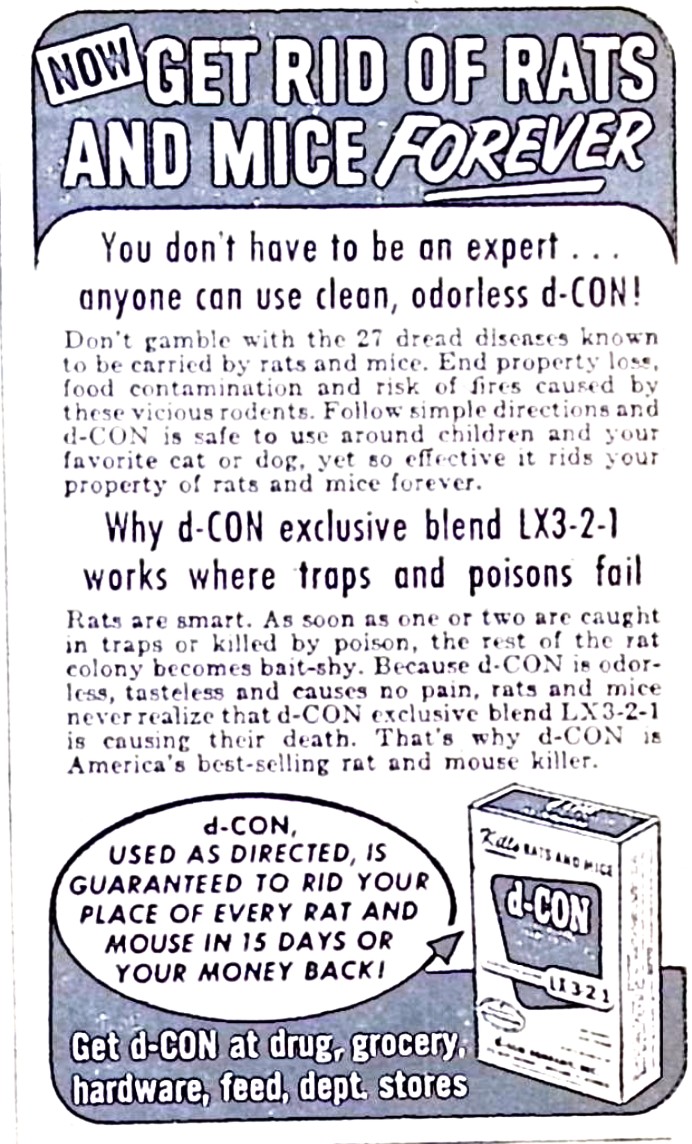 NOW GET RID OF RATS
AND MICE FOREVER
You don't have to be an expert . . .
anyone can use clean, odorless d-CON!
Don't gamble with the 27 dread diseases known
to be carried by rats and mice. End property loss,
food contamination and risk of fires caused by
these vicious rodents. Follow simple directions and
d-CON is safe to use around children and your
favorite cat or dog, yet so effective it rids your
property of rats and mice forever.
Why d-CON exclusive blend LX3-2-1
works where traps and poisons fail
Rats are smart. As soon as one or two are caught
in traps or killed by poison, the rest of the rat
colony becomes bait-shy. Because d-CON is odor-
less, tasteless and causes no pain, rats and mice
never realize that d-CON exclusive blend LX3-2-1
is causing their death. That's why d-CON is
America's best-selling rat and mouse killer.
d-CON,
USED AS DIRECTED, IS
GUARANTEED TO RID YOUR
PLACE OF EVERY RAT AND
MOUSE IN 15 DAYS OR
YOUR MONEY BACK!
Kills RATS AND MICE
d-CON
LX 3 2 1
Get d-CON at drug, grocery,
hardware, feed, dept. stores